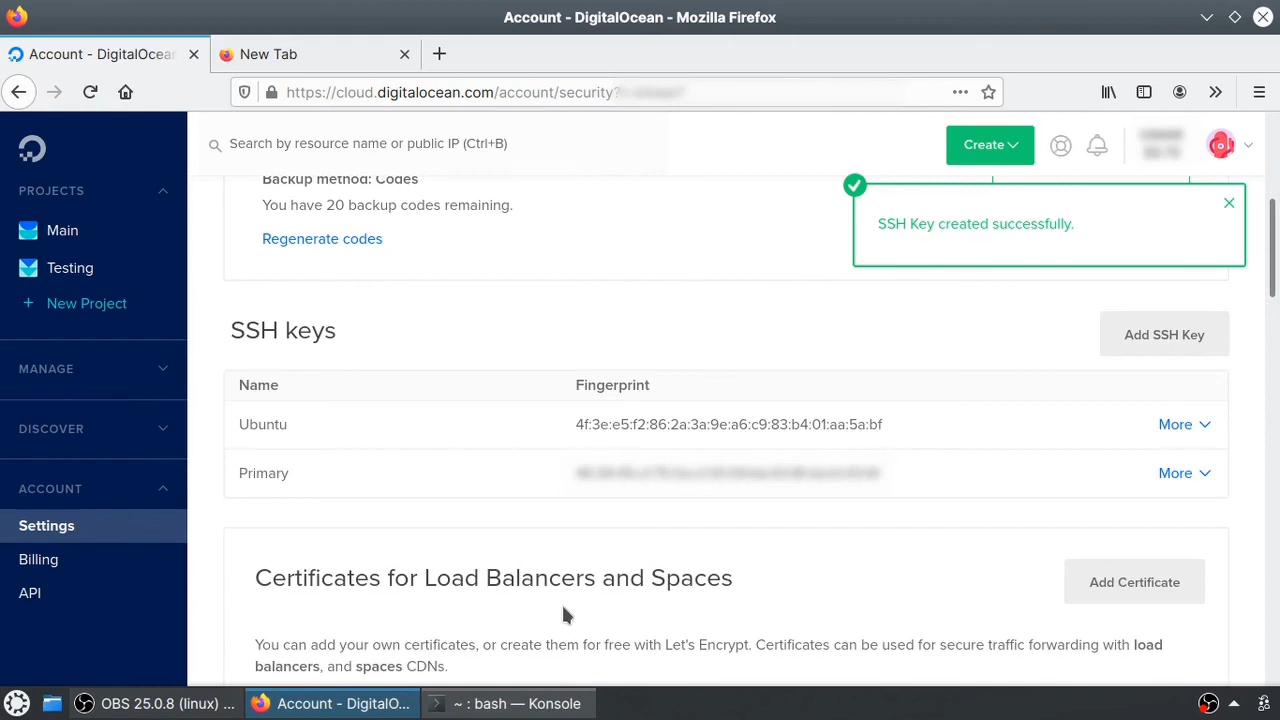 Account - DigitalOcean - Mozilla Firefox
Account - DigitalOcean
New Tab
https://cloud.digitalocean.com/account/security?
Search by resource name or public IP (Ctrl+B)
Create
PROJECTS
Main
Testing
+ New Project
MANAGE
DISCOVER
ACCOUNT
Settings
Billing
API
Backup method: Codes
You have 20 backup codes remaining.
Regenerate codes
SSH Key created successfully.
SSH keys
Add SSH Key
Name Fingerprint
Ubuntu 4f:3e:e5:f2:86:2a:3a:9e:a6:c9:83:b4:01:aa:5a:bf More
Primary More
Certificates for Load Balancers and Spaces
Add Certificate
You can add your own certificates, or create them for free with Let's Encrypt. Certificates can be used for secure traffic forwarding with load
balancers, and spaces CDNs.
OBS 25.0.8 (linux) ...
Account - DigitalO...
~ : bash — Konsole